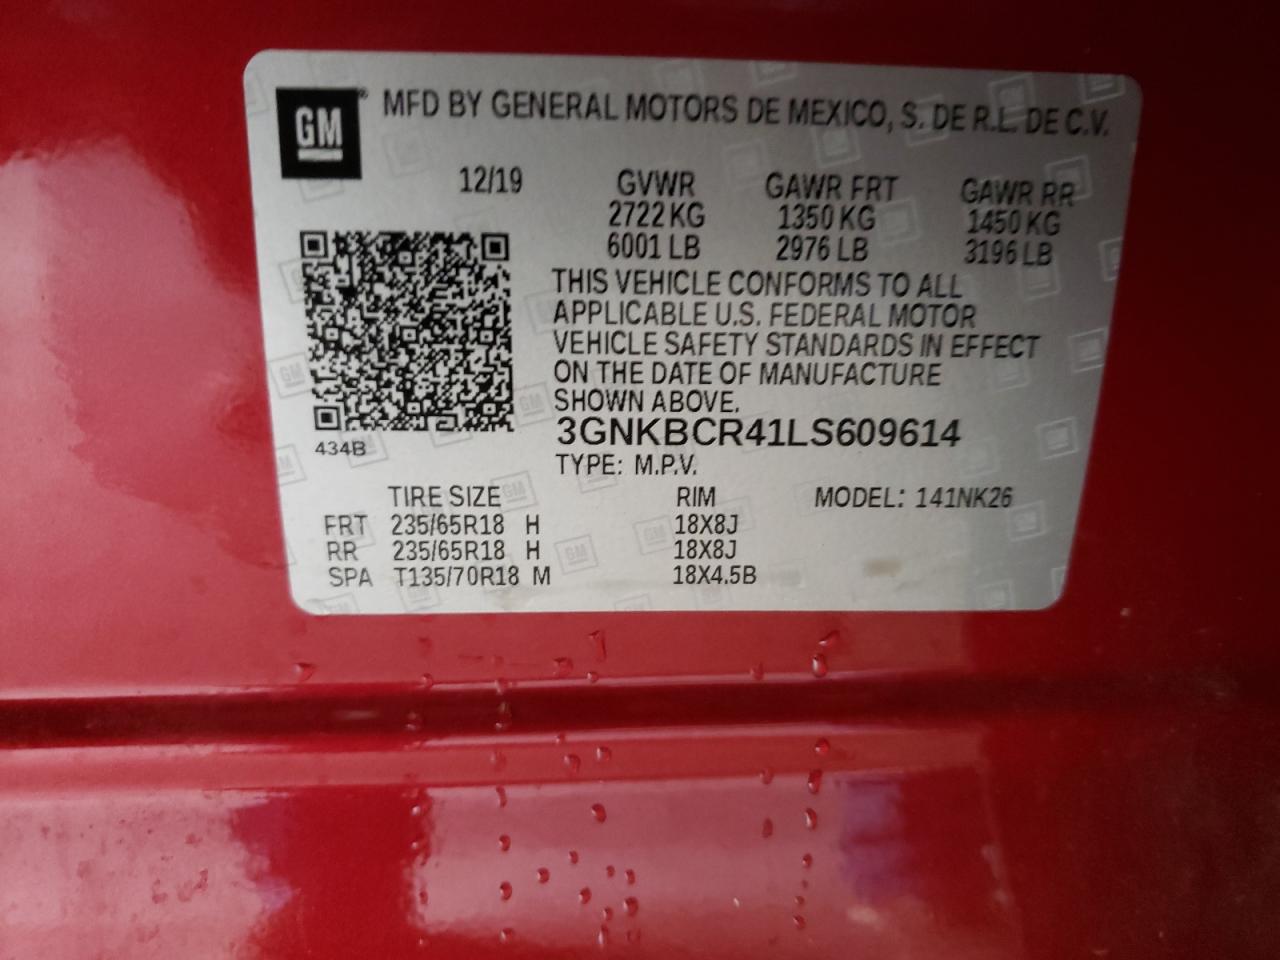 GM® MFD BY GENERAL MOTORS DE MEXICO, S. DE R.L. DE C.V.
12/19 GVWR GAWR FRT GAWR RR
2722 KG 1350 KG 1450 KG
6001 LB 2976 LB 3196 LB
THIS VEHICLE CONFORMS TO ALL
APPLICABLE U.S. FEDERAL MOTOR
VEHICLE SAFETY STANDARDS IN EFFECT
ON THE DATE OF MANUFACTURE
SHOWN ABOVE.
3GNKBCR41LS609614
434B
TYPE: M.P.V.
TIRE SIZE RIM MODEL: 141NK26
FRT 235/65R18 H 18X8J
RR 235/65R18 H 18X8J
SPA T135/70R18 M 18X4.5B